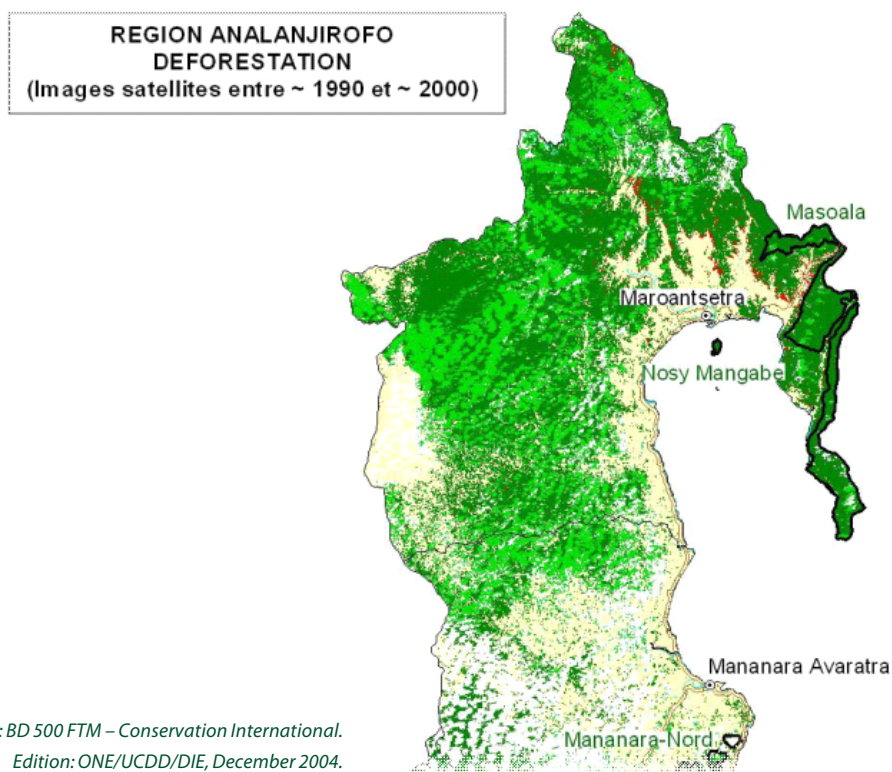 REGION ANALANJIROFO
DEFORESTATION
(Images satellites entre ~ 1990 et ~ 2000)
Masoala
Maroantsetra
Nosy Mangabe
Mananara Avaratra
Mananara-Nord
: BD 500 FTM – Conservation International.
Edition: ONE/UCDD/DIE, December 2004.